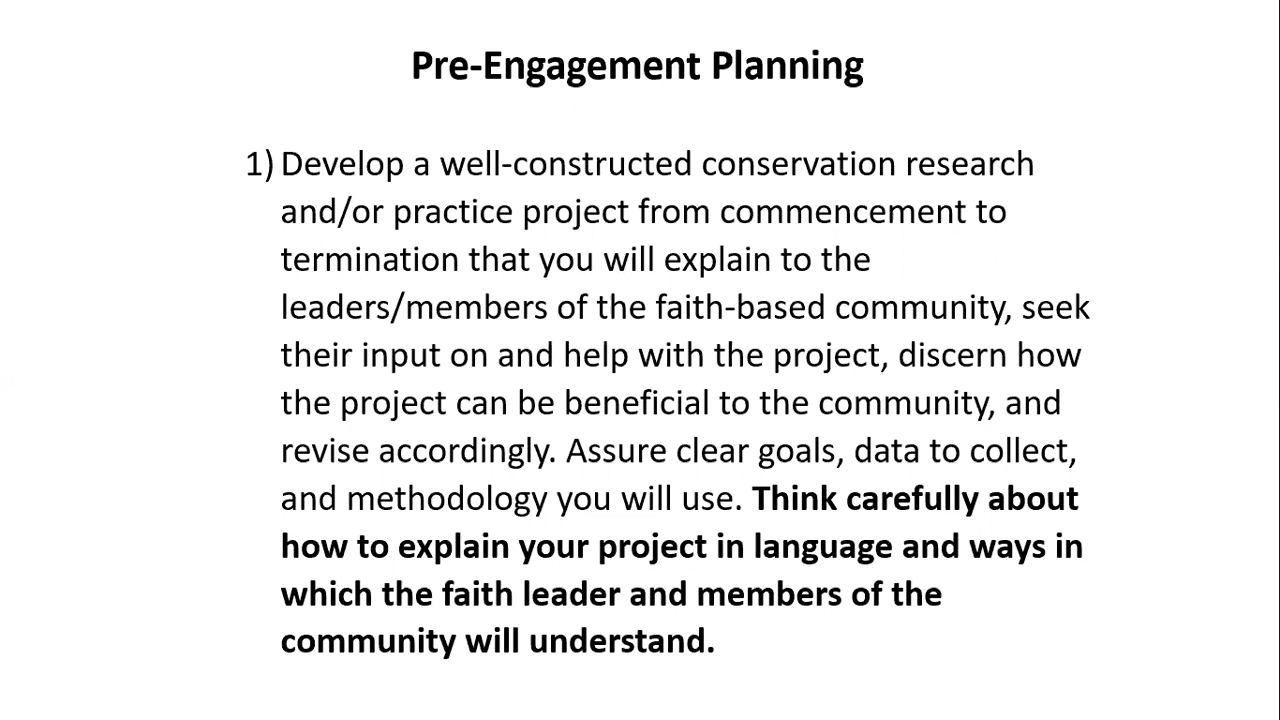 Pre-Engagement Planning
1) Develop a well-constructed conservation research
and/or practice project from commencement to
termination that you will explain to the
leaders/members of the faith-based community, seek
their input on and help with the project, discern how
the project can be beneficial to the community, and
revise accordingly. Assure clear goals, data to collect,
and methodology you will use. Think carefully about
how to explain your project in language and ways in
which the faith leader and members of the
community will understand.